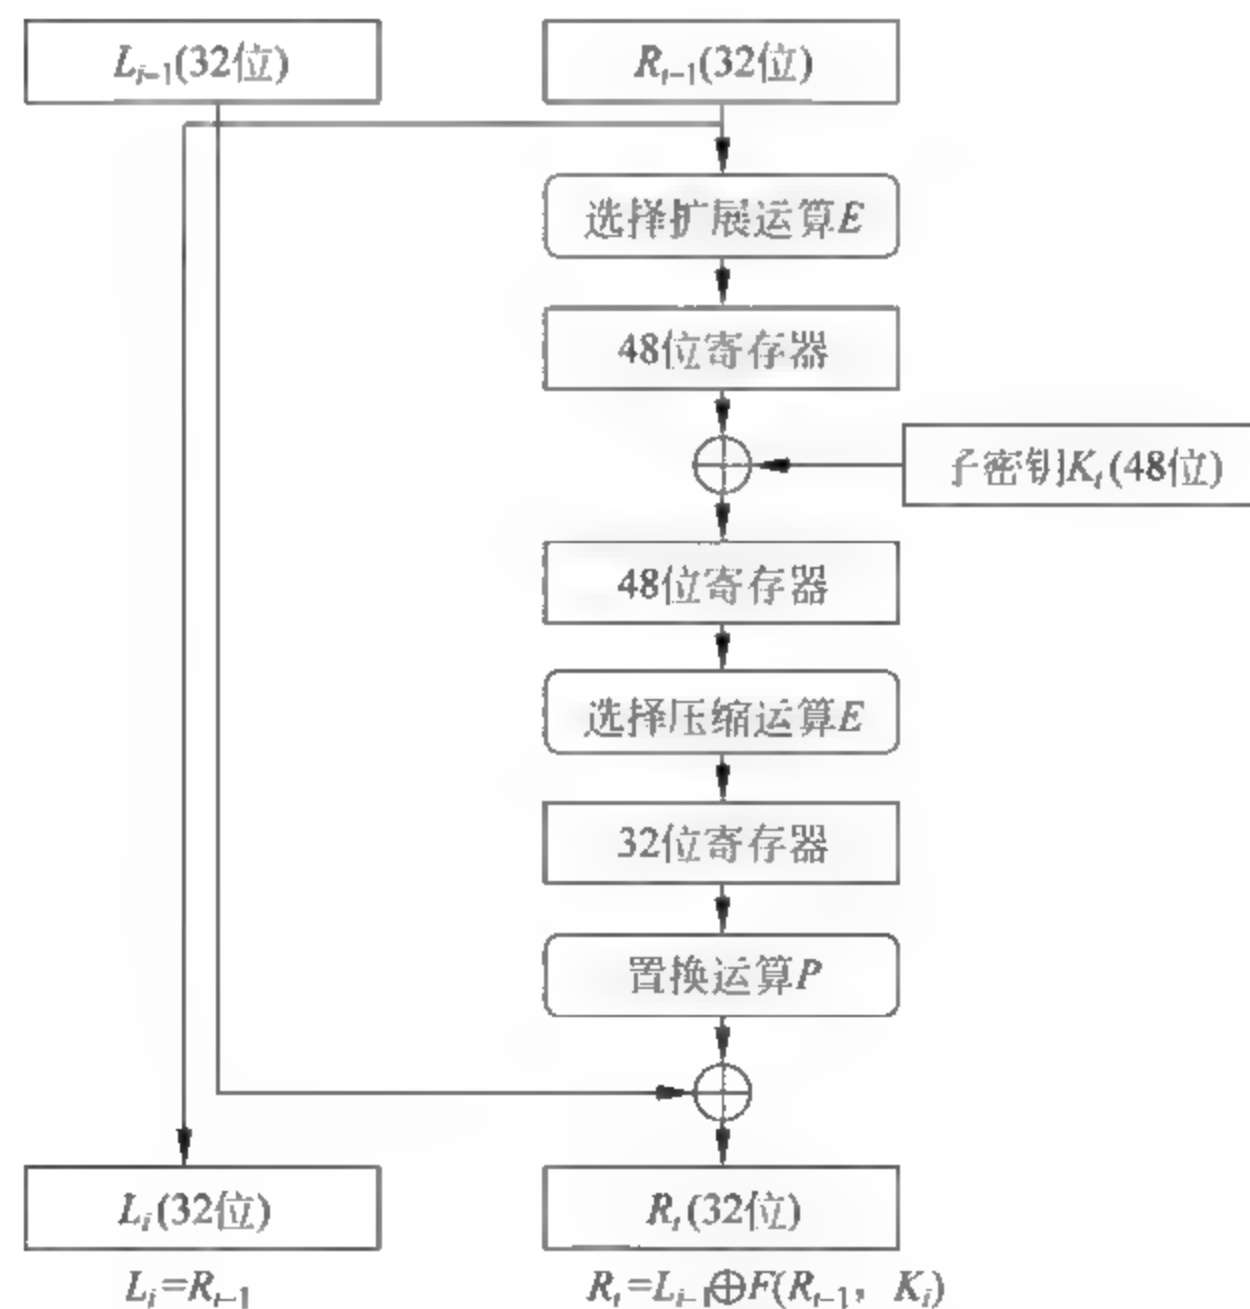 L_{i-1}(32位)
R_{i-1}(32位)
选择扩展运算E
48位寄存器
子密钥K_i(48位)
48位寄存器
选择压缩运算E
32位寄存器
置换运算P
L_i(32位)
R_i(32位)
L_i=R_{i-1}
R_i=L_{i-1}⊕F(R_{i-1}, K_i)